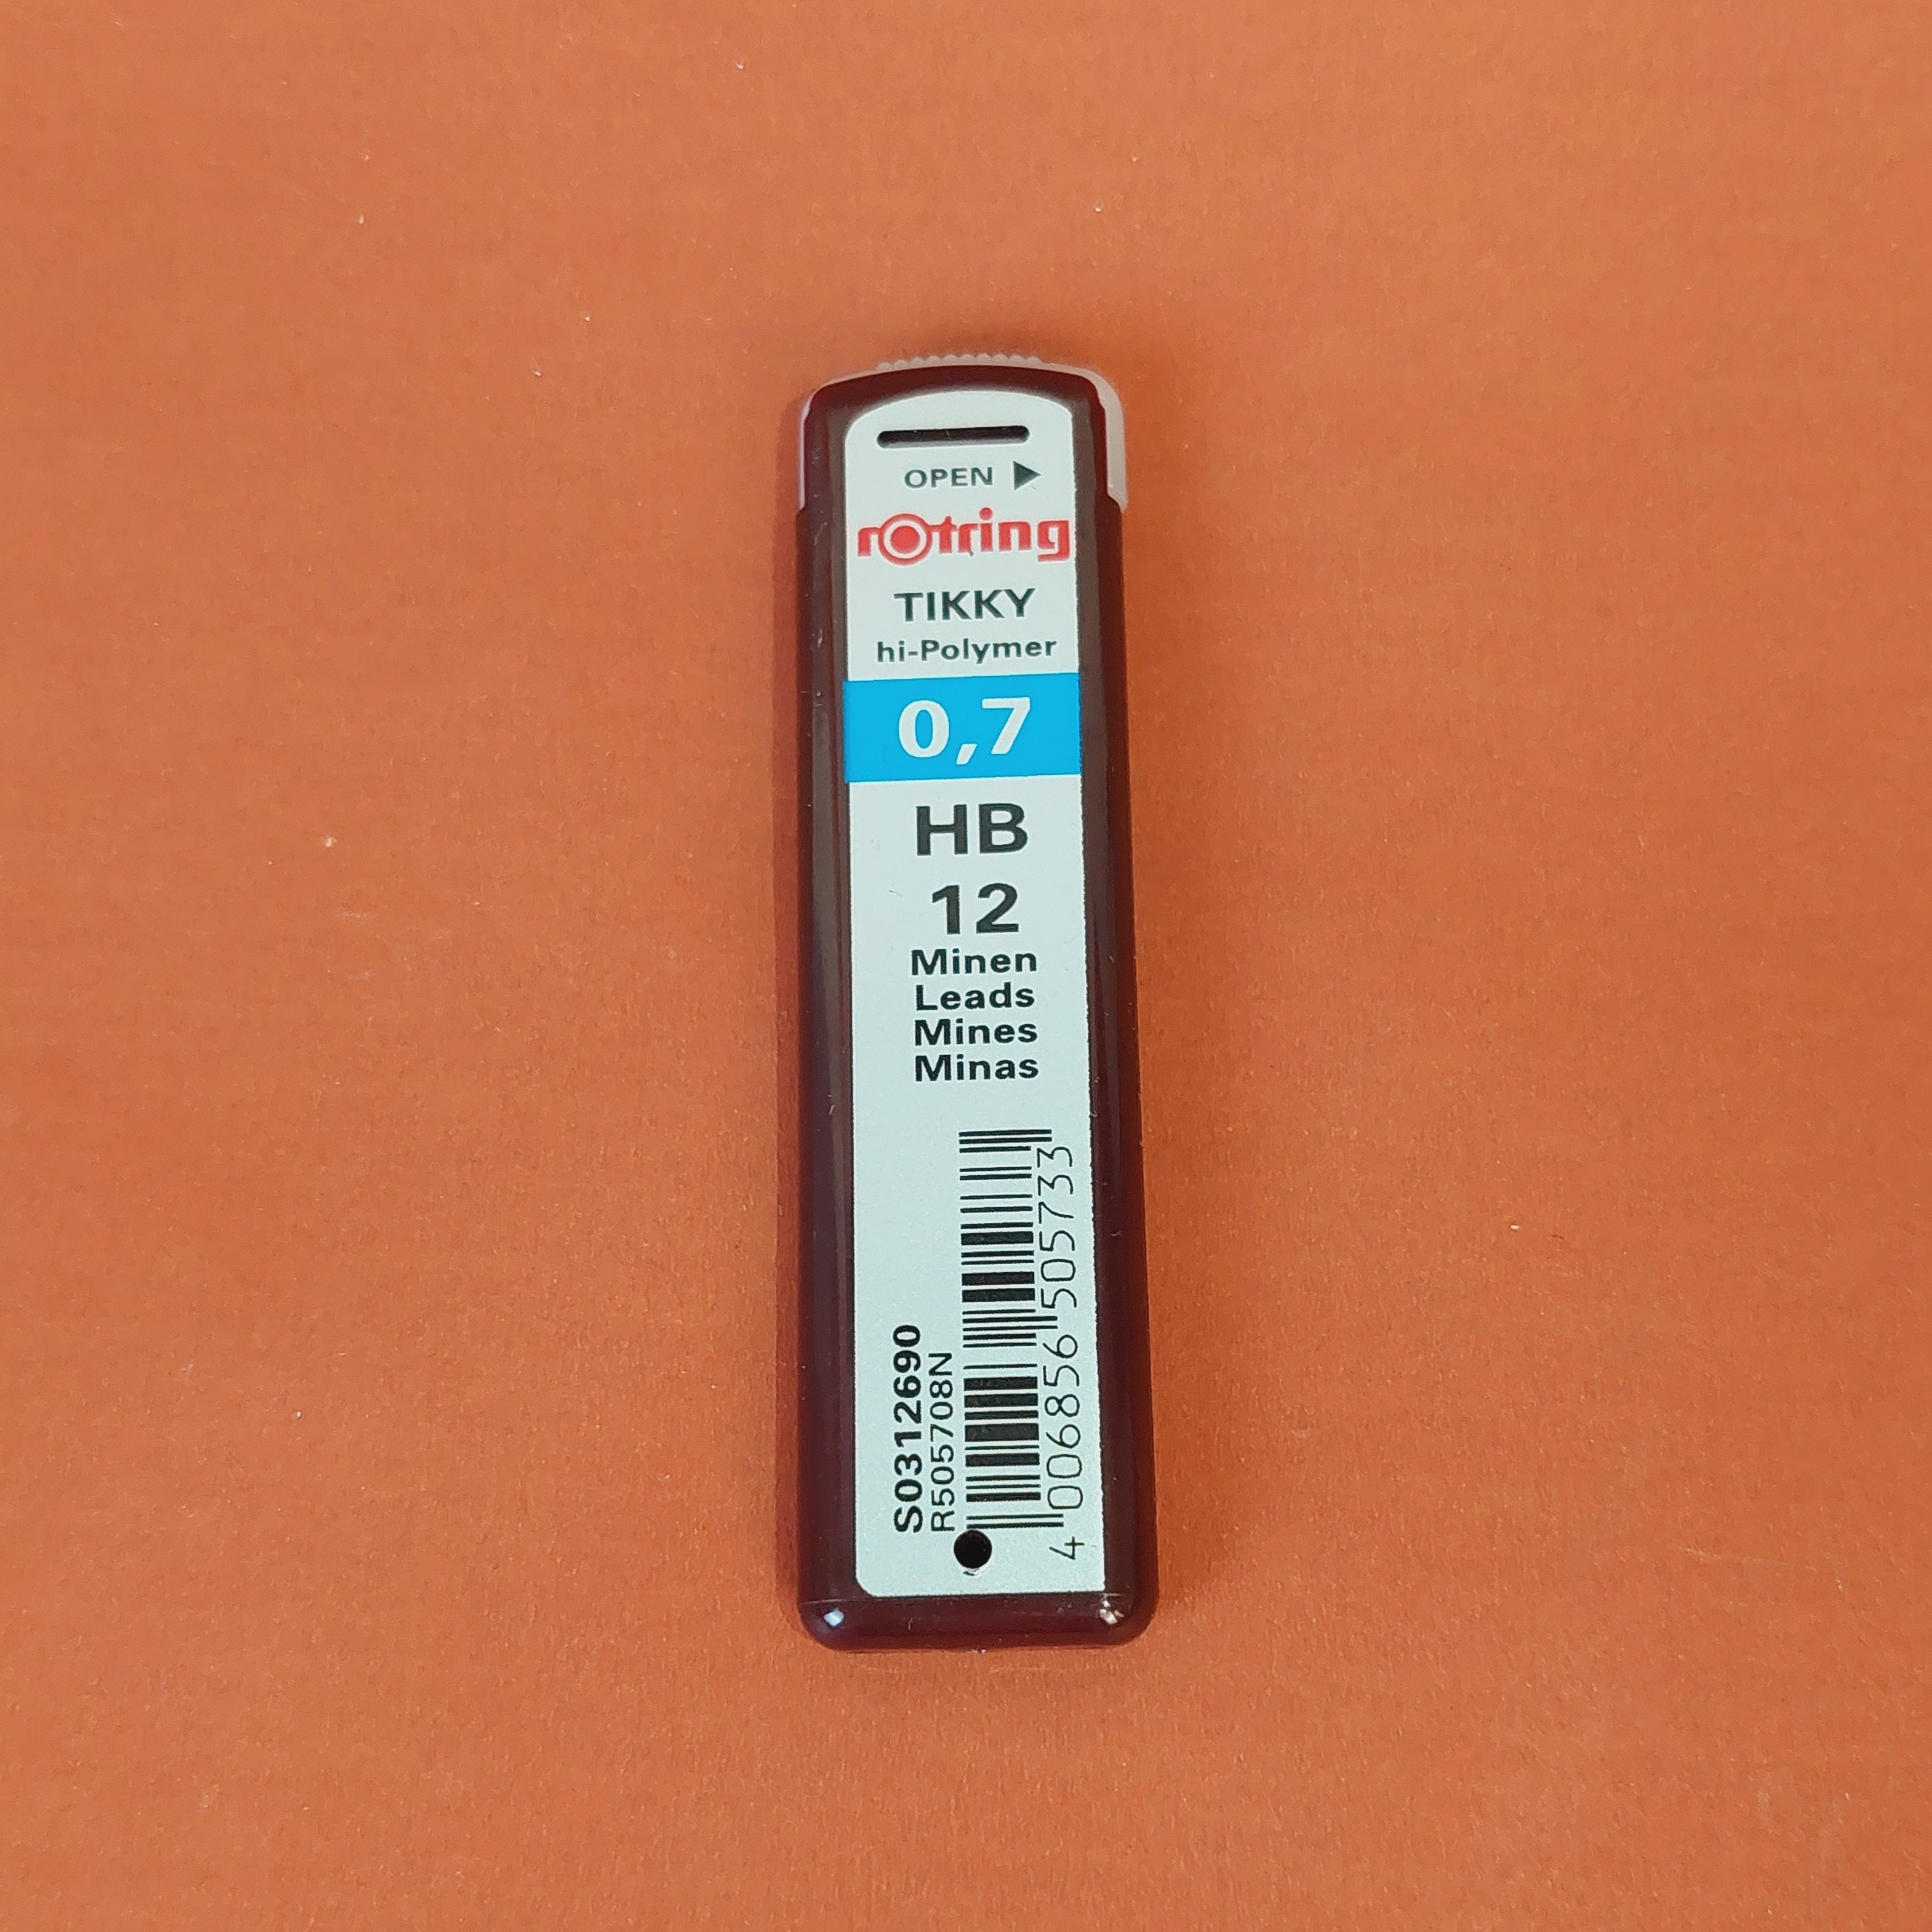 OPEN ▶
rotring
TIKKY
hi-Polymer
0,7
HB
12
Minen
Leads
Mines
Minas
S0312690
R505708N
4 006856 505733